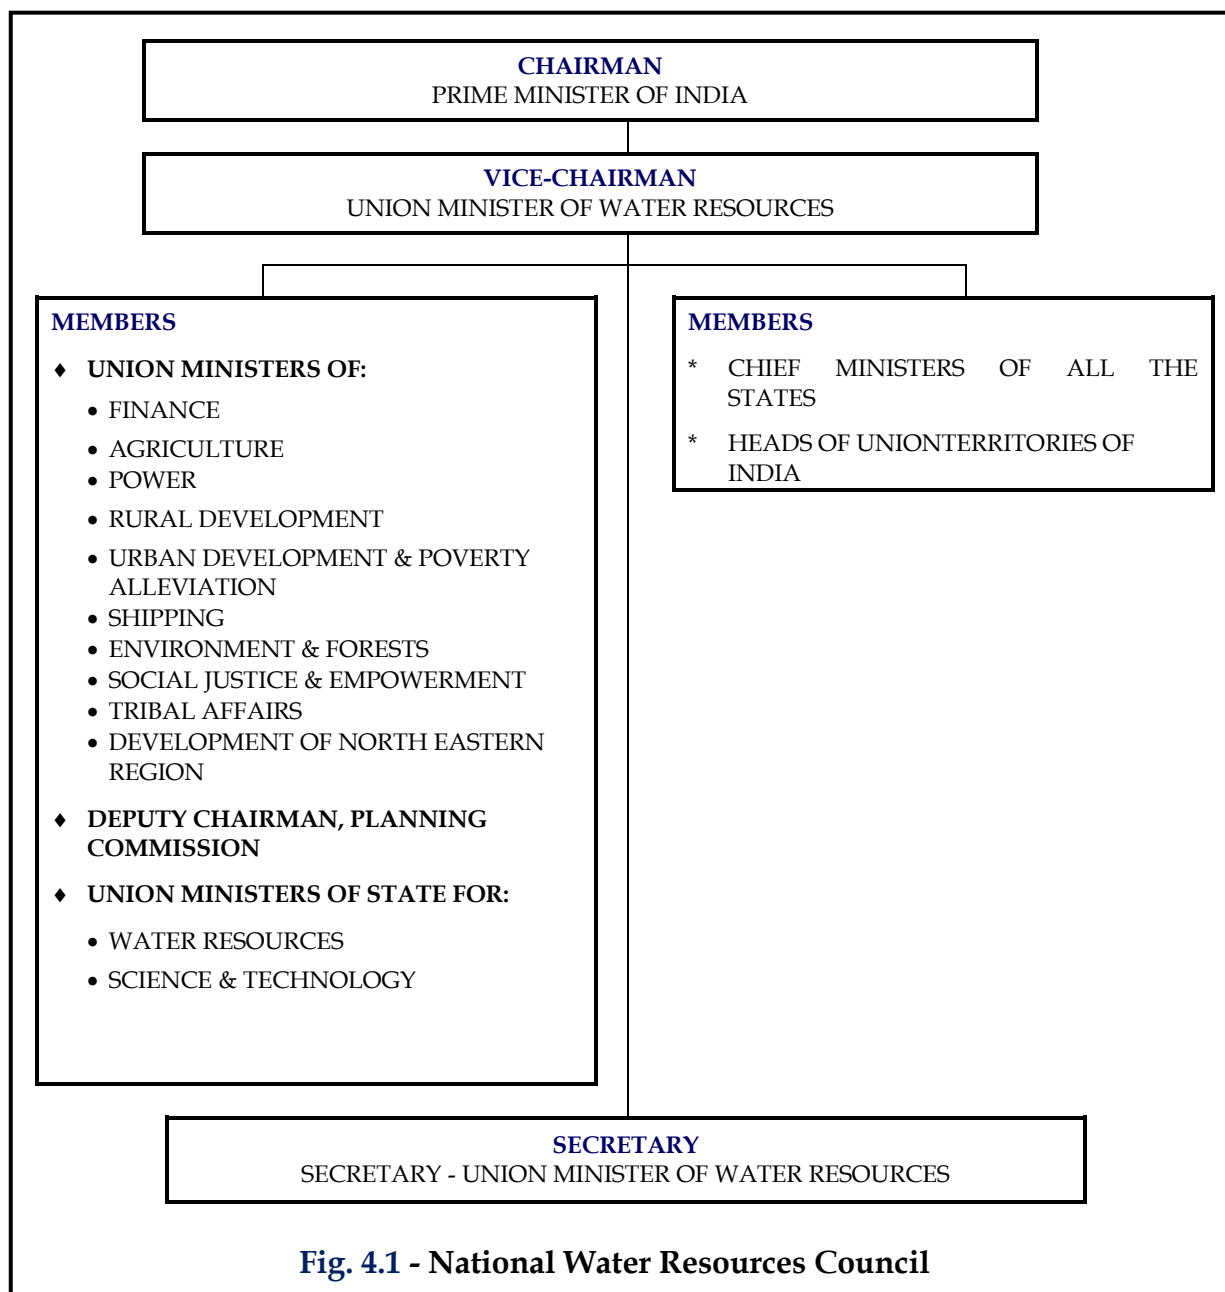 CHAIRMAN
PRIME MINISTER OF INDIA
VICE-CHAIRMAN
UNION MINISTER OF WATER RESOURCES
MEMBERS
♦ UNION MINISTERS OF:
• FINANCE
• AGRICULTURE
• POWER
• RURAL DEVELOPMENT
• URBAN DEVELOPMENT & POVERTY
ALLEVIATION
• SHIPPING
• ENVIRONMENT & FORESTS
• SOCIAL JUSTICE & EMPOWERMENT
• TRIBAL AFFAIRS
• DEVELOPMENT OF NORTH EASTERN
REGION
♦ DEPUTY CHAIRMAN, PLANNING
COMMISSION
♦ UNION MINISTERS OF STATE FOR:
• WATER RESOURCES
• SCIENCE & TECHNOLOGY
MEMBERS
* CHIEF MINISTERS OF ALL THE
STATES
* HEADS OF UNIONTERRITORIES OF
INDIA
SECRETARY
SECRETARY - UNION MINISTER OF WATER RESOURCES
Fig. 4.1 - National Water Resources Council